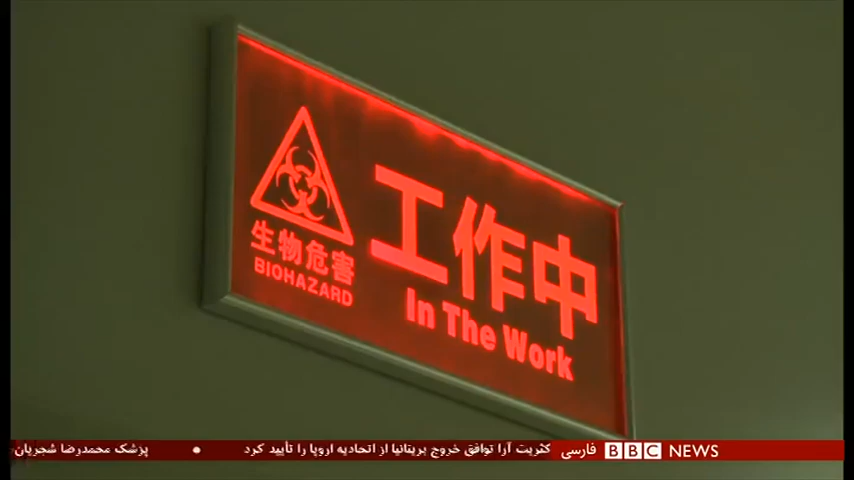 工作中
In The Work
生物危害
BIOHAZARD
BBC NEWS فارسی
کثریت آرا توافق خروج بریتانیا از اتحادیه اروپا را تأیید کرد • پزشک محمدرضا شجریان